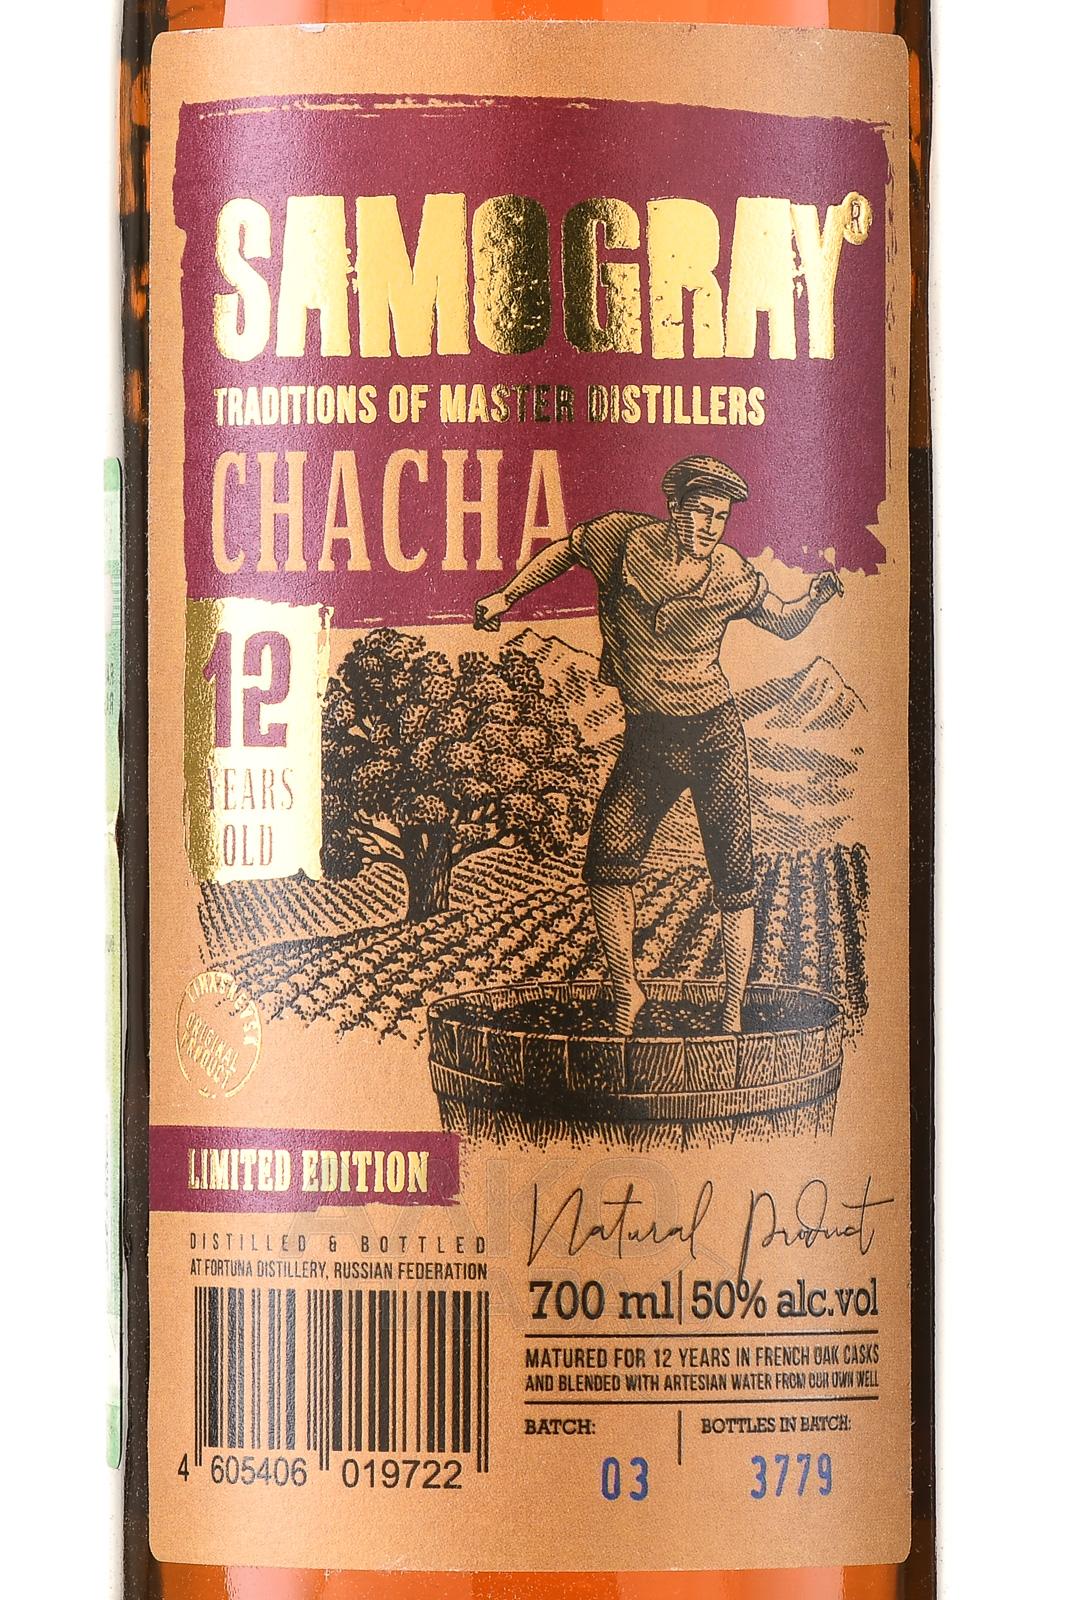 SAMOGRAY®
TRADITIONS OF MASTER DISTILLERS
CHACHA
12
YEARS
OLD
ORIGINAL
PRODUCT
LIMITED EDITION
DISTILLED & BOTTLED
AT FORTUNA DISTILLERY, RUSSIAN FEDERATION
4 605406 019722
Natural product
700 ml | 50% alc.vol
MATURED FOR 12 YEARS IN FRENCH OAK CASKS
AND BLENDED WITH ARTESIAN WATER FROM OUR OWN WELL
BATCH: | BOTTLES IN BATCH:
03 3779